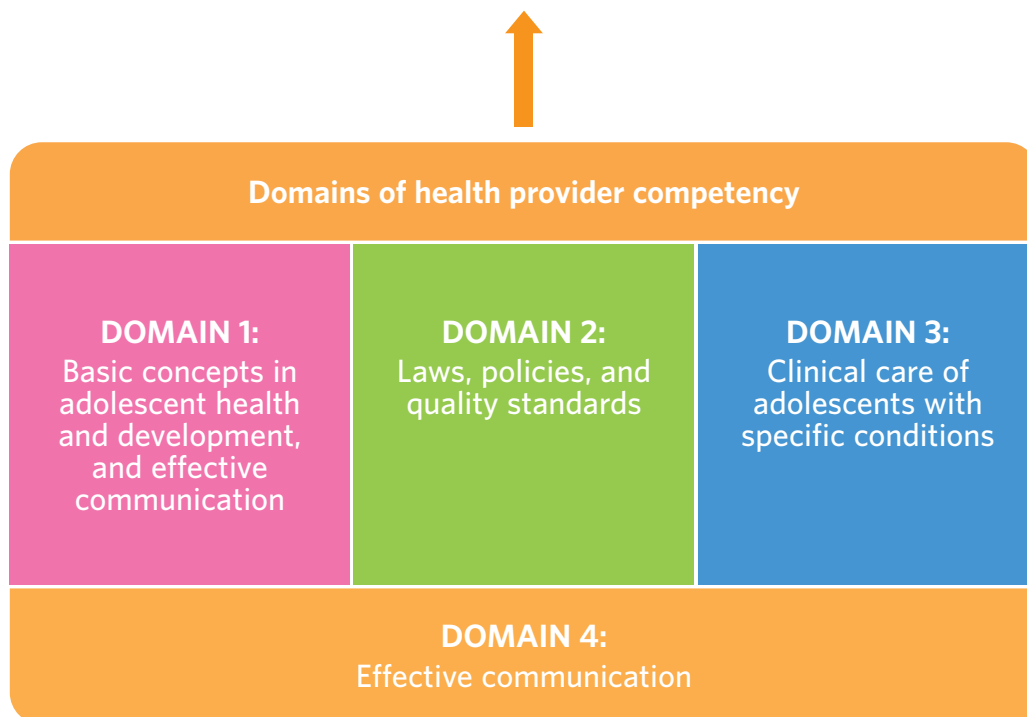 Domains of health provider competency
DOMAIN 1:
Basic concepts in
adolescent health
and development,
and effective
communication
DOMAIN 2:
Laws, policies, and
quality standards
DOMAIN 3:
Clinical care of
adolescents with
specific conditions
DOMAIN 4:
Effective communication